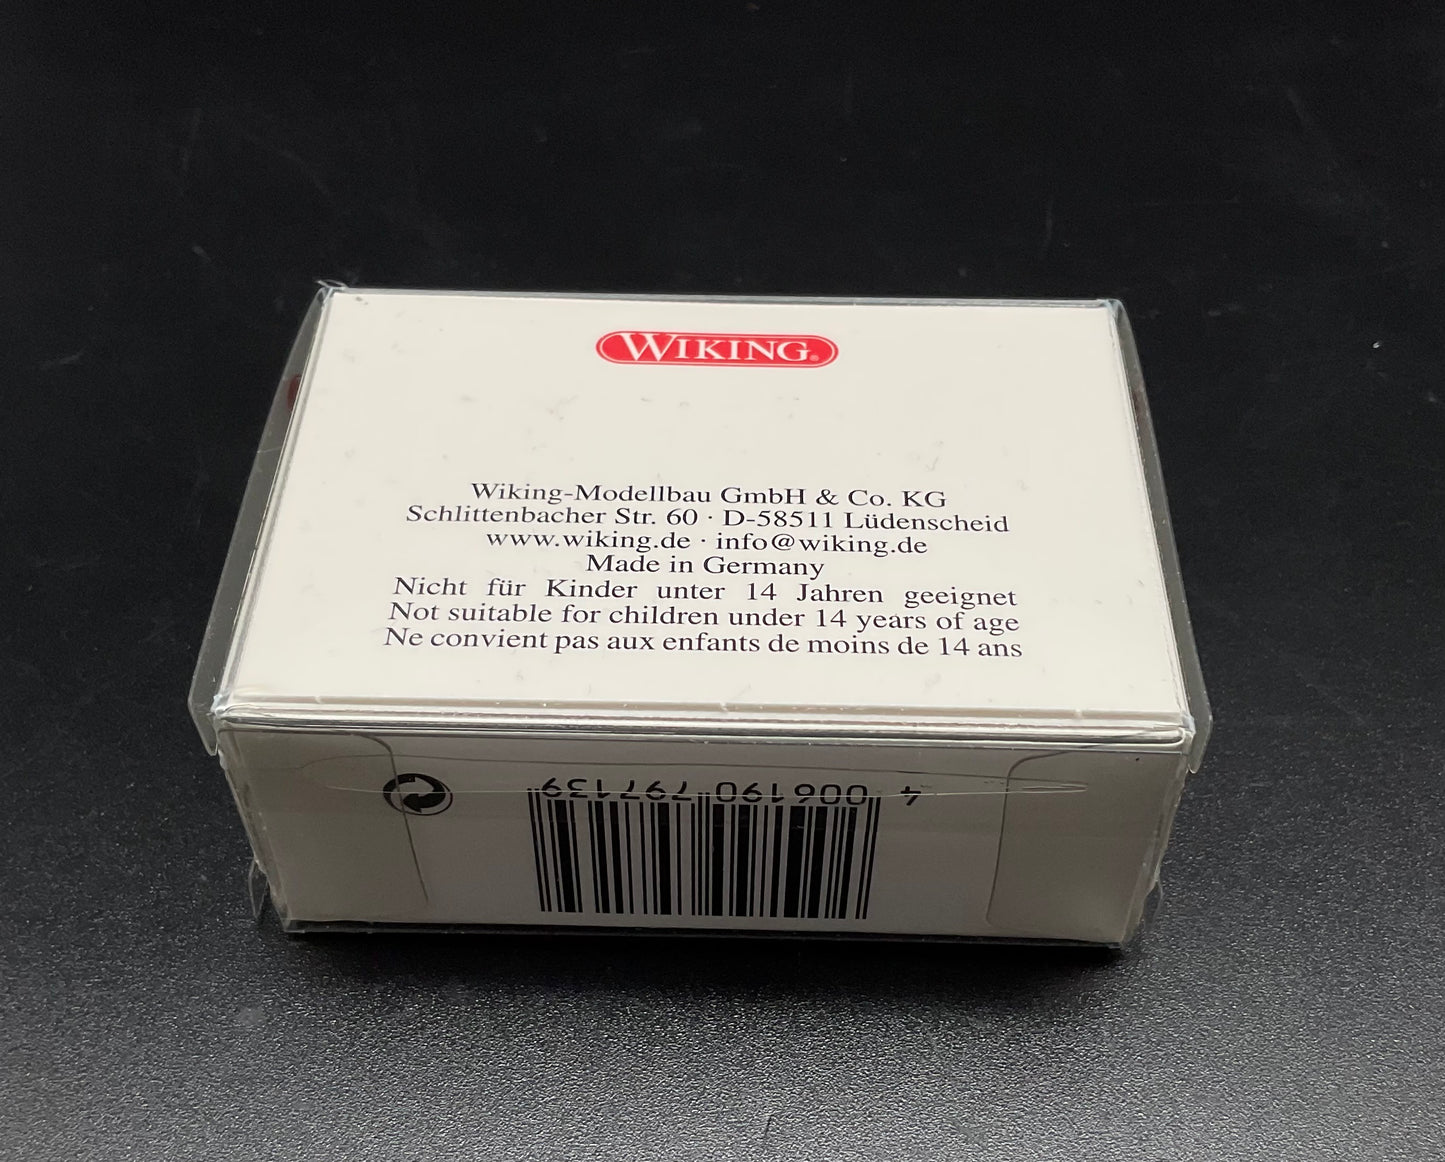 WIKING®
Wiking-Modellbau GmbH & Co. KG
Schlittenbacher Str. 60 · D-58511 Lüdenscheid
www.wiking.de · info@wiking.de
Made in Germany
Nicht für Kinder unter 14 Jahren geeignet
Not suitable for children under 14 years of age
Ne convient pas aux enfants de moins de 14 ans
4 006190 797139